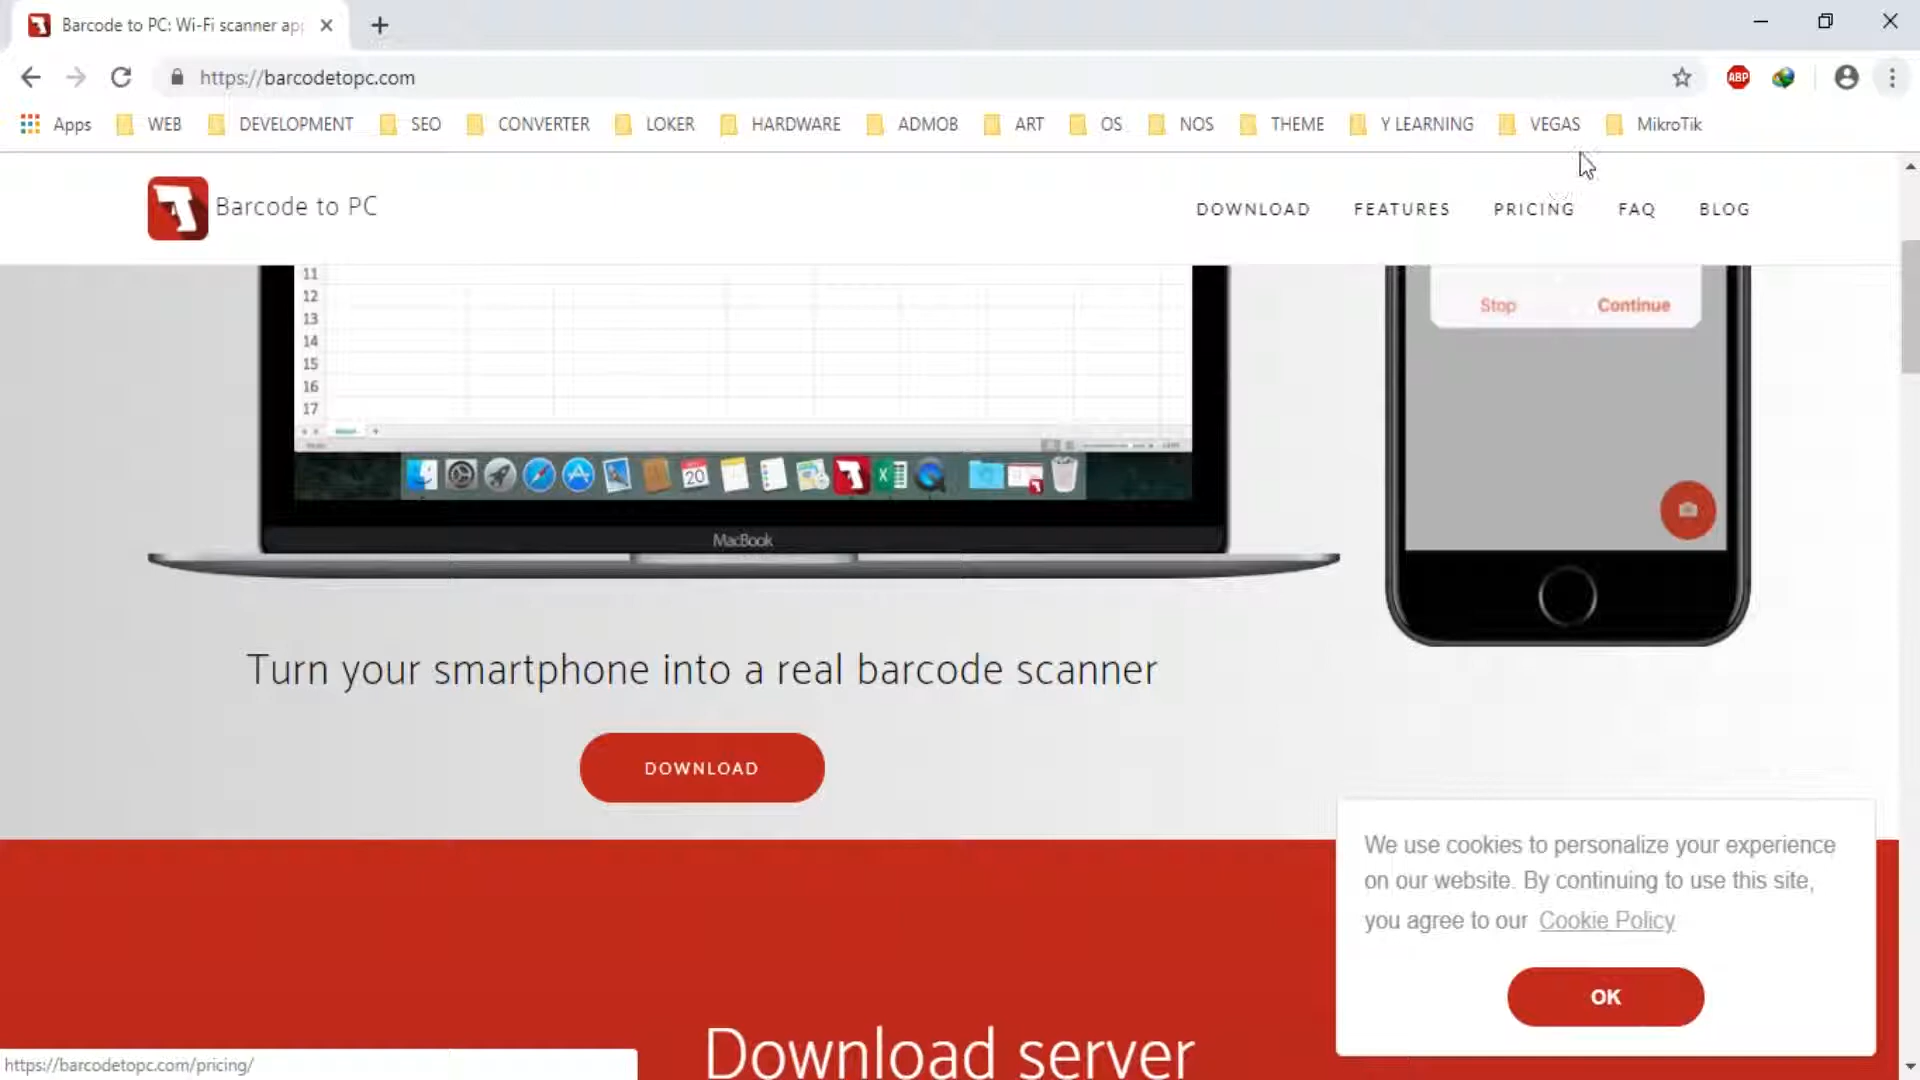 Barcode to PC: Wi-Fi scanner ap
https://barcodetopc.com
ABP
Apps WEB DEVELOPMENT SEO CONVERTER LOKER HARDWARE ADMOB ART OS NOS THEME Y LEARNING VEGAS MikroTik
Barcode to PC
DOWNLOAD FEATURES PRICING FAQ BLOG
11
12
13
14
15
16
17
Stop Continue
20
MacBook
Turn your smartphone into a real barcode scanner
DOWNLOAD
We use cookies to personalize your experience
on our website. By continuing to use this site,
you agree to our Cookie Policy
OK
Download server
https://barcodetopc.com/pricing/